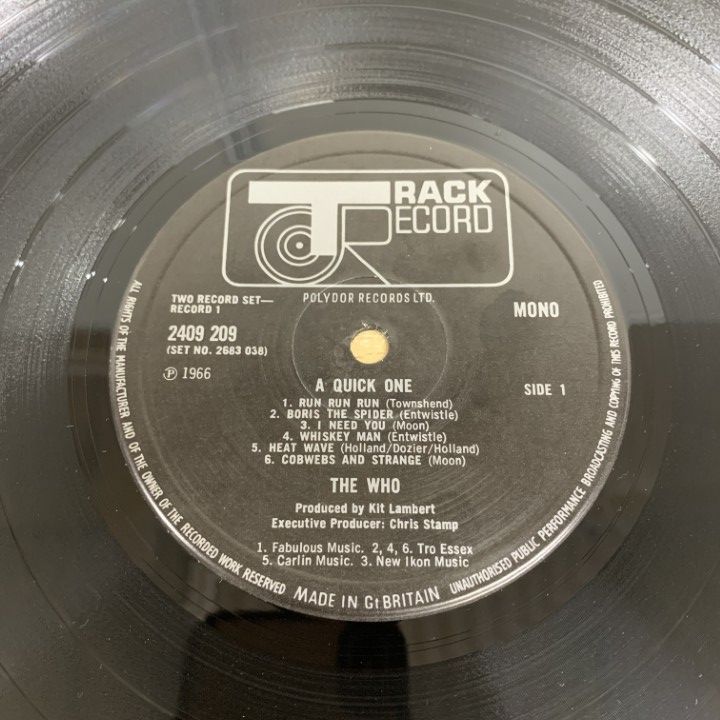 TRACK
RECORD
POLYDOR RECORDS LTD.
TWO RECORD SET—
RECORD 1
2409 209
(SET NO. 2683 038)
Ⓟ 1966
MONO
SIDE 1
A QUICK ONE
1. RUN RUN RUN (Townshend)
2. BORIS THE SPIDER (Entwistle)
3. I NEED YOU (Moon)
4. WHISKEY MAN (Entwistle)
5. HEAT WAVE (Holland/Dozier/Holland)
6. COBWEBS AND STRANGE (Moon)
THE WHO
Produced by Kit Lambert
Executive Producer: Chris Stamp
1. Fabulous Music. 2, 4, 6. Tro Essex
5. Carlin Music. 3. New Ikon Music
ALL RIGHTS OF THE MANUFACTURER AND OF THE OWNER OF THE RECORDED WORK RESERVED
MADE IN Gt BRITAIN
UNAUTHORISED PUBLIC PERFORMANCE BROADCASTING AND COPYING OF THIS RECORD PROHIBITED